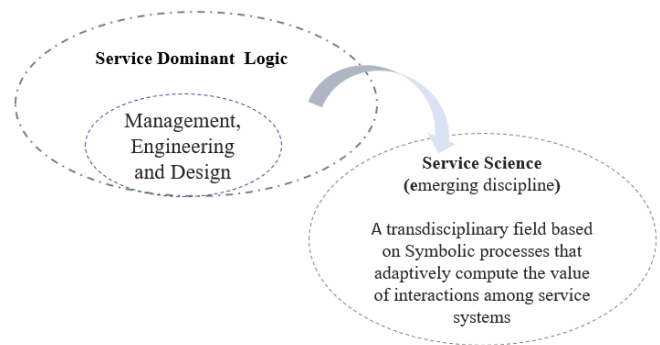 Service Dominant Logic
Management,
Engineering
and Design
Service Science
(emerging discipline)
A transdisciplinary field based
on Symbolic processes that
adaptively compute the value
of interactions among service
systems